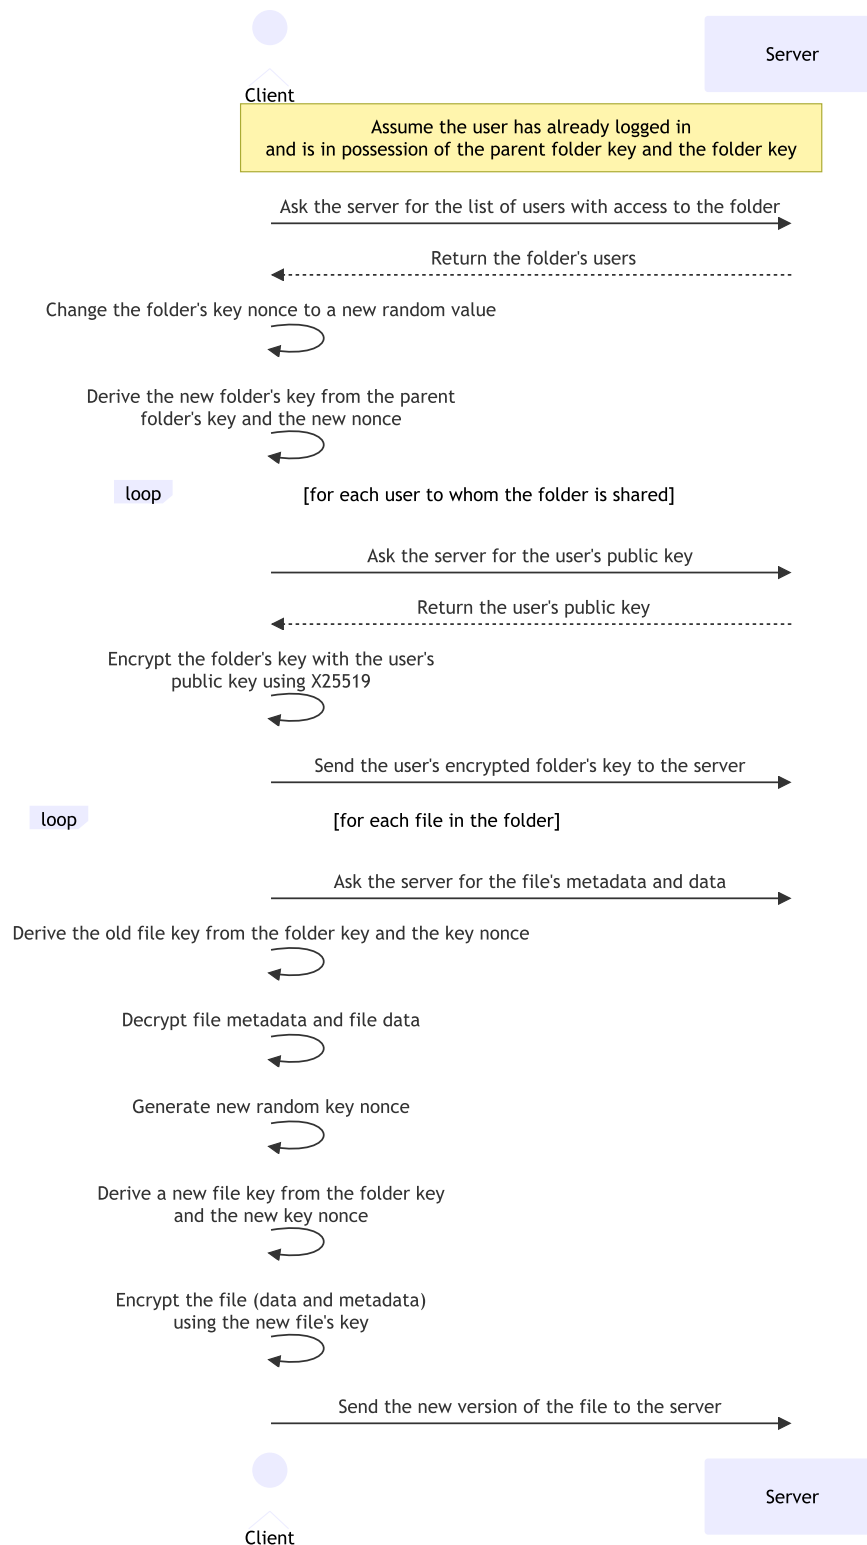 Server
Client
Assume the user has already logged in
and is in possession of the parent folder key and the folder key
Ask the server for the list of users with access to the folder
Return the folder's users
Change the folder's key nonce to a new random value
Derive the new folder's key from the parent
folder's key and the new nonce
loop [for each user to whom the folder is shared]
Ask the server for the user's public key
Return the user's public key
Encrypt the folder's key with the user's
public key using X25519
Send the user's encrypted folder's key to the server
loop [for each file in the folder]
Ask the server for the file's metadata and data
Derive the old file key from the folder key and the key nonce
Decrypt file metadata and file data
Generate new random key nonce
Derive a new file key from the folder key
and the new key nonce
Encrypt the file (data and metadata)
using the new file's key
Send the new version of the file to the server
Server
Client